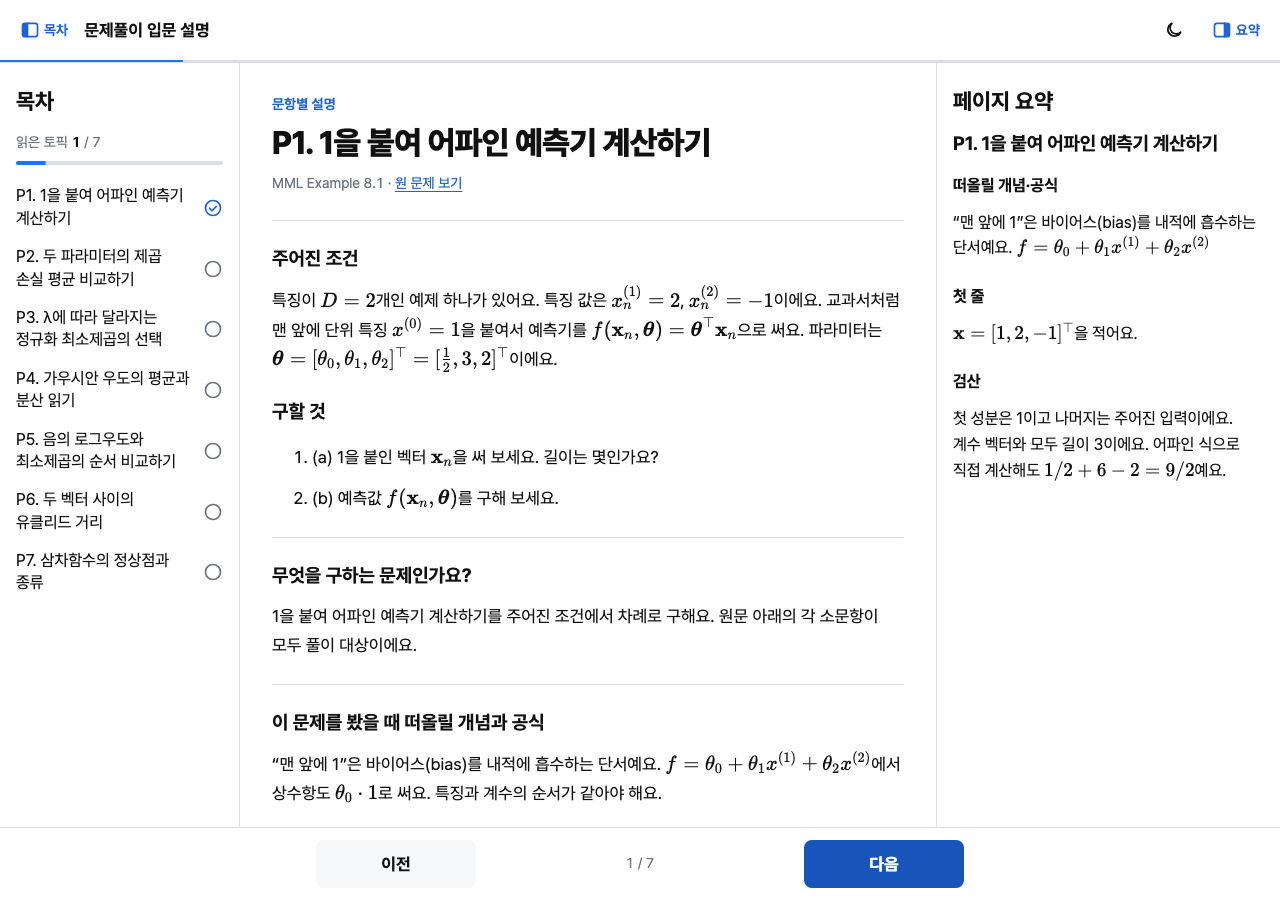 목차 문제풀이 입문 설명 요약
목차
읽은 토픽 1 / 7
P1. 1을 붙여 어파인 예측기
계산하기
P2. 두 파라미터의 제곱
손실 평균 비교하기
P3. λ에 따라 달라지는
정규화 최소제곱의 선택
P4. 가우시안 우도의 평균과
분산 읽기
P5. 음의 로그우도와
최소제곱의 순서 비교하기
P6. 두 벡터 사이의
유클리드 거리
P7. 삼차함수의 정상점과
종류
문항별 설명
P1. 1을 붙여 어파인 예측기 계산하기
MML Example 8.1 · 원 문제 보기
주어진 조건
특징이 D = 2개인 예제 하나가 있어요. 특징 값은 xₙ⁽¹⁾ = 2, xₙ⁽²⁾ = −1이에요. 교과서처럼
맨 앞에 단위 특징 x⁽⁰⁾ = 1을 붙여서 예측기를 f(𝐱ₙ, 𝜽) = 𝜽⊤𝐱ₙ으로 써요. 파라미터는
𝜽 = [θ₀, θ₁, θ₂]⊤ = [1/2, 3, 2]⊤이에요.
구할 것
1. (a) 1을 붙인 벡터 𝐱ₙ을 써 보세요. 길이는 몇인가요?
2. (b) 예측값 f(𝐱ₙ, 𝜽)를 구해 보세요.
무엇을 구하는 문제인가요?
1을 붙여 어파인 예측기 계산하기를 주어진 조건에서 차례로 구해요. 원문 아래의 각 소문항이
모두 풀이 대상이에요.
이 문제를 봤을 때 떠올릴 개념과 공식
“맨 앞에 1”은 바이어스(bias)를 내적에 흡수하는 단서예요. f = θ₀ + θ₁x⁽¹⁾ + θ₂x⁽²⁾에서
상수항도 θ₀ · 1로 써요. 특징과 계수의 순서가 같아야 해요.
페이지 요약
P1. 1을 붙여 어파인 예측기 계산하기
떠올릴 개념·공식
“맨 앞에 1”은 바이어스(bias)를 내적에 흡수하는
단서예요. f = θ₀ + θ₁x⁽¹⁾ + θ₂x⁽²⁾
첫 줄
𝐱 = [1, 2, −1]⊤을 적어요.
검산
첫 성분은 1이고 나머지는 주어진 입력이에요.
계수 벡터와 모두 길이 3이에요. 어파인 식으로
직접 계산해도 1/2 + 6 − 2 = 9/2예요.
이전 1 / 7 다음